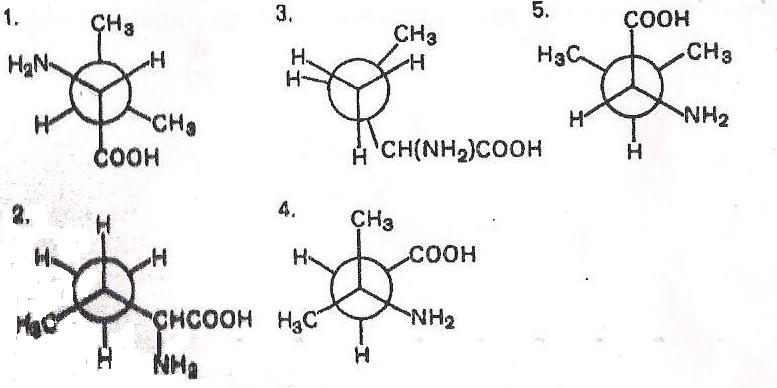 1.
CH3
H2N
H
H
CH3
COOH
2.
H
H
H
H3C
CHCOOH
H
NH2
3.
CH3
H
H
H
H
CH(NH2)COOH
4.
CH3
H
COOH
H3C
NH2
H
5.
COOH
H3C
CH3
H
NH2
H